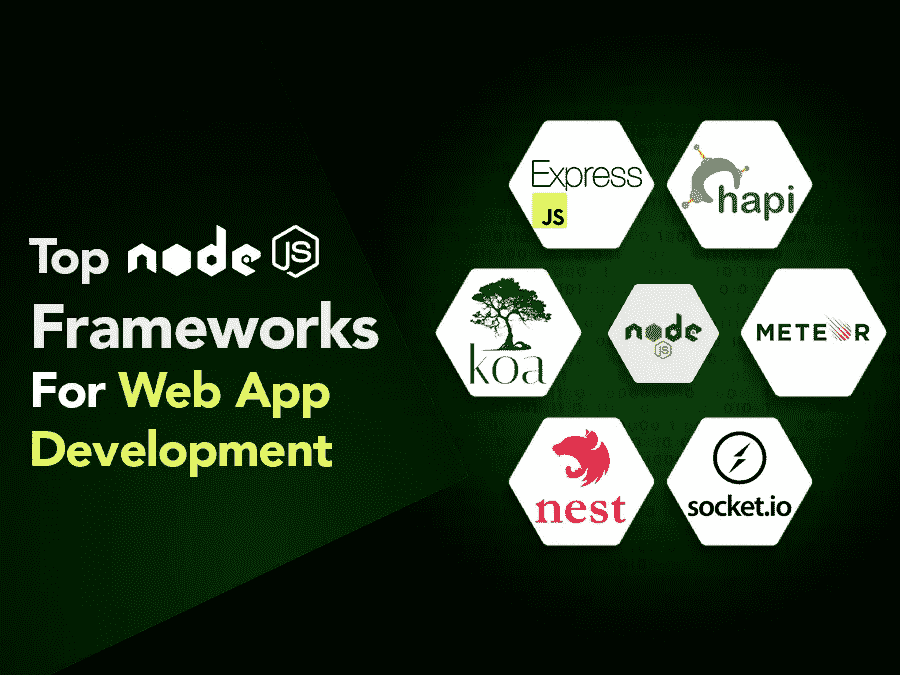 Top node JS
Frameworks
For Web App
Development
Express
JS
hapi
koa
node
JS
METEOR
nest
socket.io